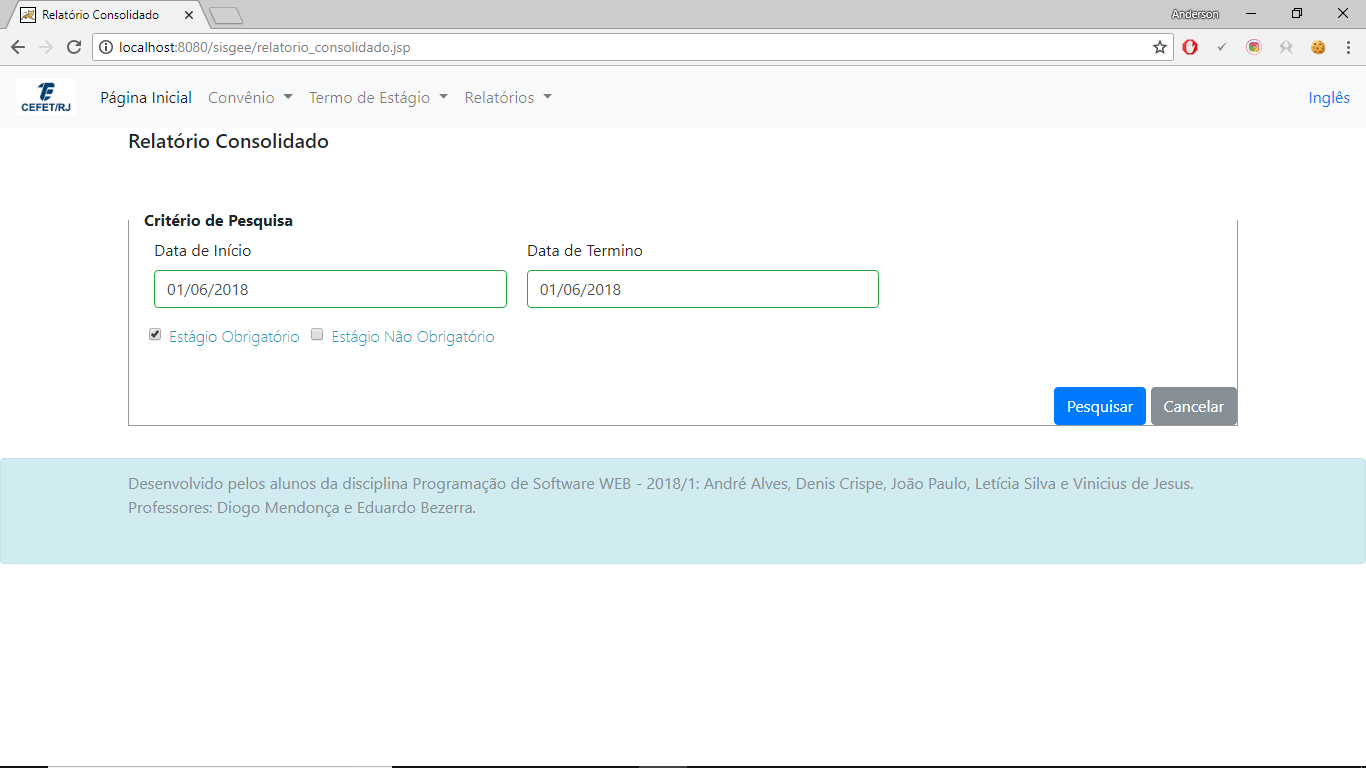 Relatório Consolidado
Anderson
localhost:8080/sisgee/relatorio_consolidado.jsp
CEFET/RJ
Página Inicial Convênio Termo de Estágio Relatórios Inglês
Relatório Consolidado
Critério de Pesquisa
Data de Início Data de Termino
01/06/2018 01/06/2018
Estágio Obrigatório Estágio Não Obrigatório
Pesquisar Cancelar
Desenvolvido pelos alunos da disciplina Programação de Software WEB - 2018/1: André Alves, Denis Crispe, João Paulo, Letícia Silva e Vinicius de Jesus.
Professores: Diogo Mendonça e Eduardo Bezerra.